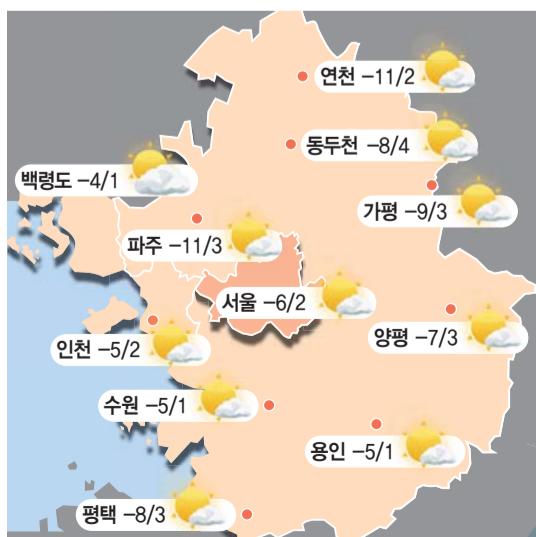 연천 -11/2
동두천 -8/4
백령도 -4/1
가평 -9/3
파주 -11/3
서울 -6/2
양평 -7/3
인천 -5/2
수원 -5/1
용인 -5/1
평택 -8/3